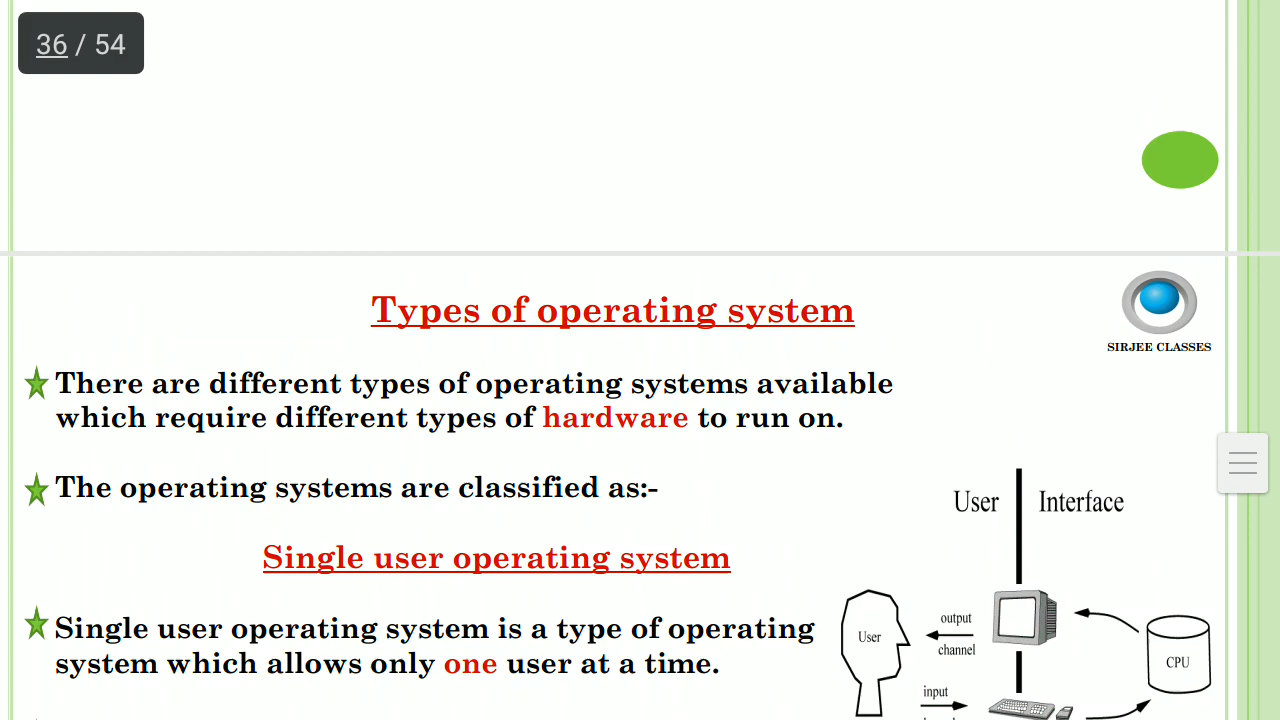 36 / 54
Types of operating system
SIRJEE CLASSES
There are different types of operating systems available
which require different types of hardware to run on.
The operating systems are classified as:-
User Interface
Single user operating system
Single user operating system is a type of operating
system which allows only one user at a time.
output
channel
User
CPU
input